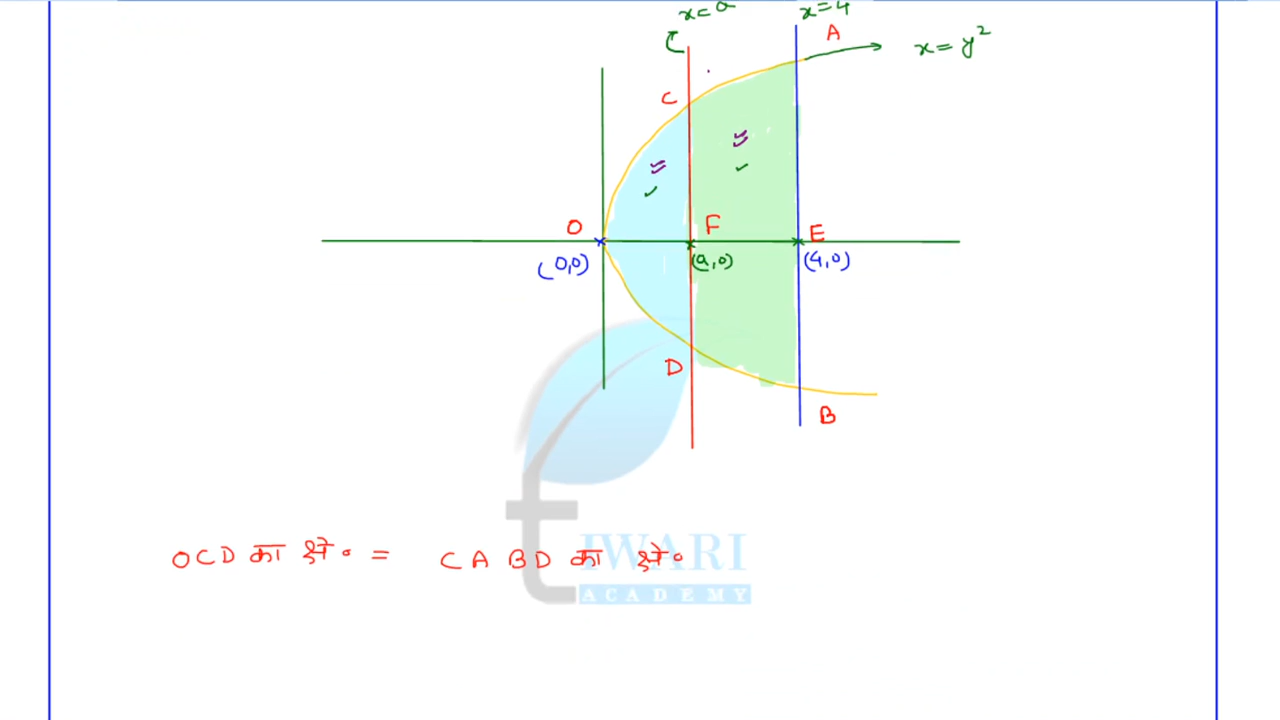 x=a
x=4
A
x=y²
C
O
F
E
(0,0)
(a,0)
(4,0)
D
B
OCD का क्षे० = CABD का क्षे०
TIWARI
ACADEMY